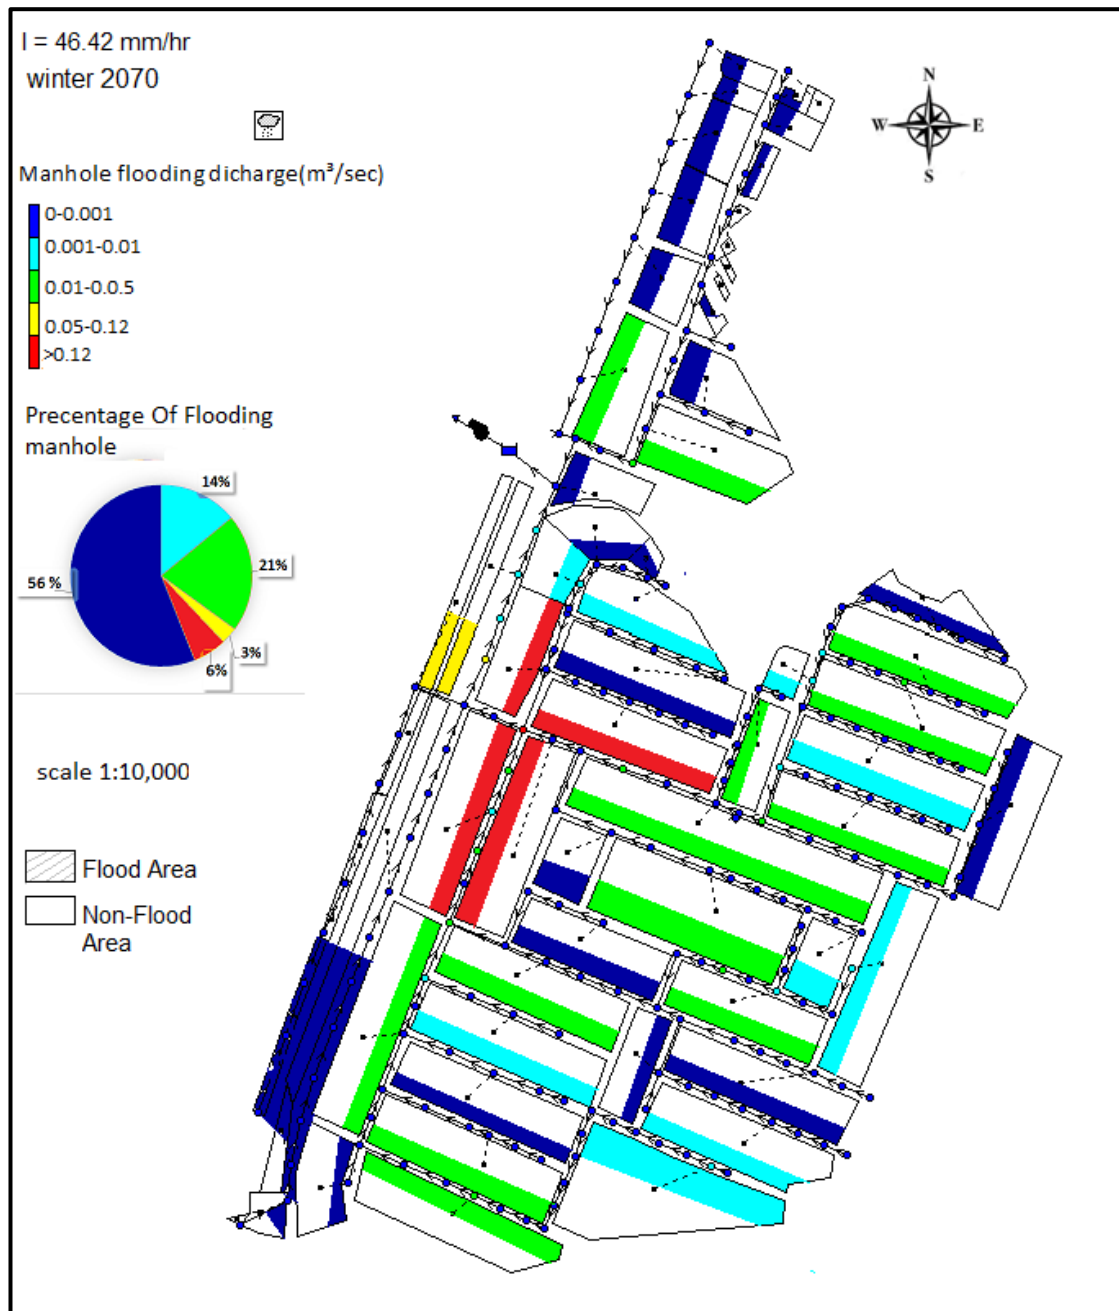 I = 46.42 mm/hr
winter 2070
N
W
E
S
Manhole flooding dicharge(m³/sec)
0-0.001
0.001-0.01
0.01-0.0.5
0.05-0.12
>0.12
Precentage Of Flooding
manhole
14%
21%
56 %
3%
6%
scale 1:10,000
Flood Area
Non-Flood
Area